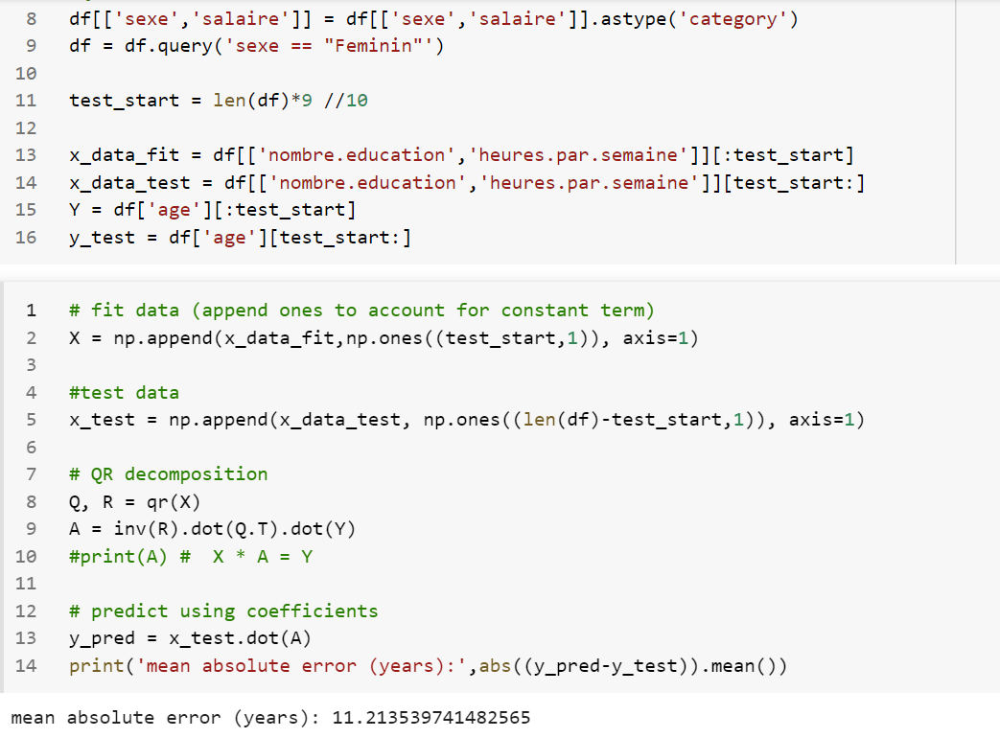 8 df[['sexe','salaire']] = df[['sexe','salaire']].astype('category')
9 df = df.query('sexe == "Feminin"')
10
11 test_start = len(df)*9 //10
12
13 x_data_fit = df[['nombre.education','heures.par.semaine']][:test_start]
14 x_data_test = df[['nombre.education','heures.par.semaine']][test_start:]
15 Y = df['age'][:test_start]
16 y_test = df['age'][test_start:]
1 # fit data (append ones to account for constant term)
2 X = np.append(x_data_fit,np.ones((test_start,1)), axis=1)
3
4 #test data
5 x_test = np.append(x_data_test, np.ones((len(df)-test_start,1)), axis=1)
6
7 # QR decomposition
8 Q, R = qr(X)
9 A = inv(R).dot(Q.T).dot(Y)
10 #print(A) #  X * A = Y
11
12 # predict using coefficients
13 y_pred = x_test.dot(A)
14 print('mean absolute error (years):',abs((y_pred-y_test)).mean())
mean absolute error (years): 11.213539741482565